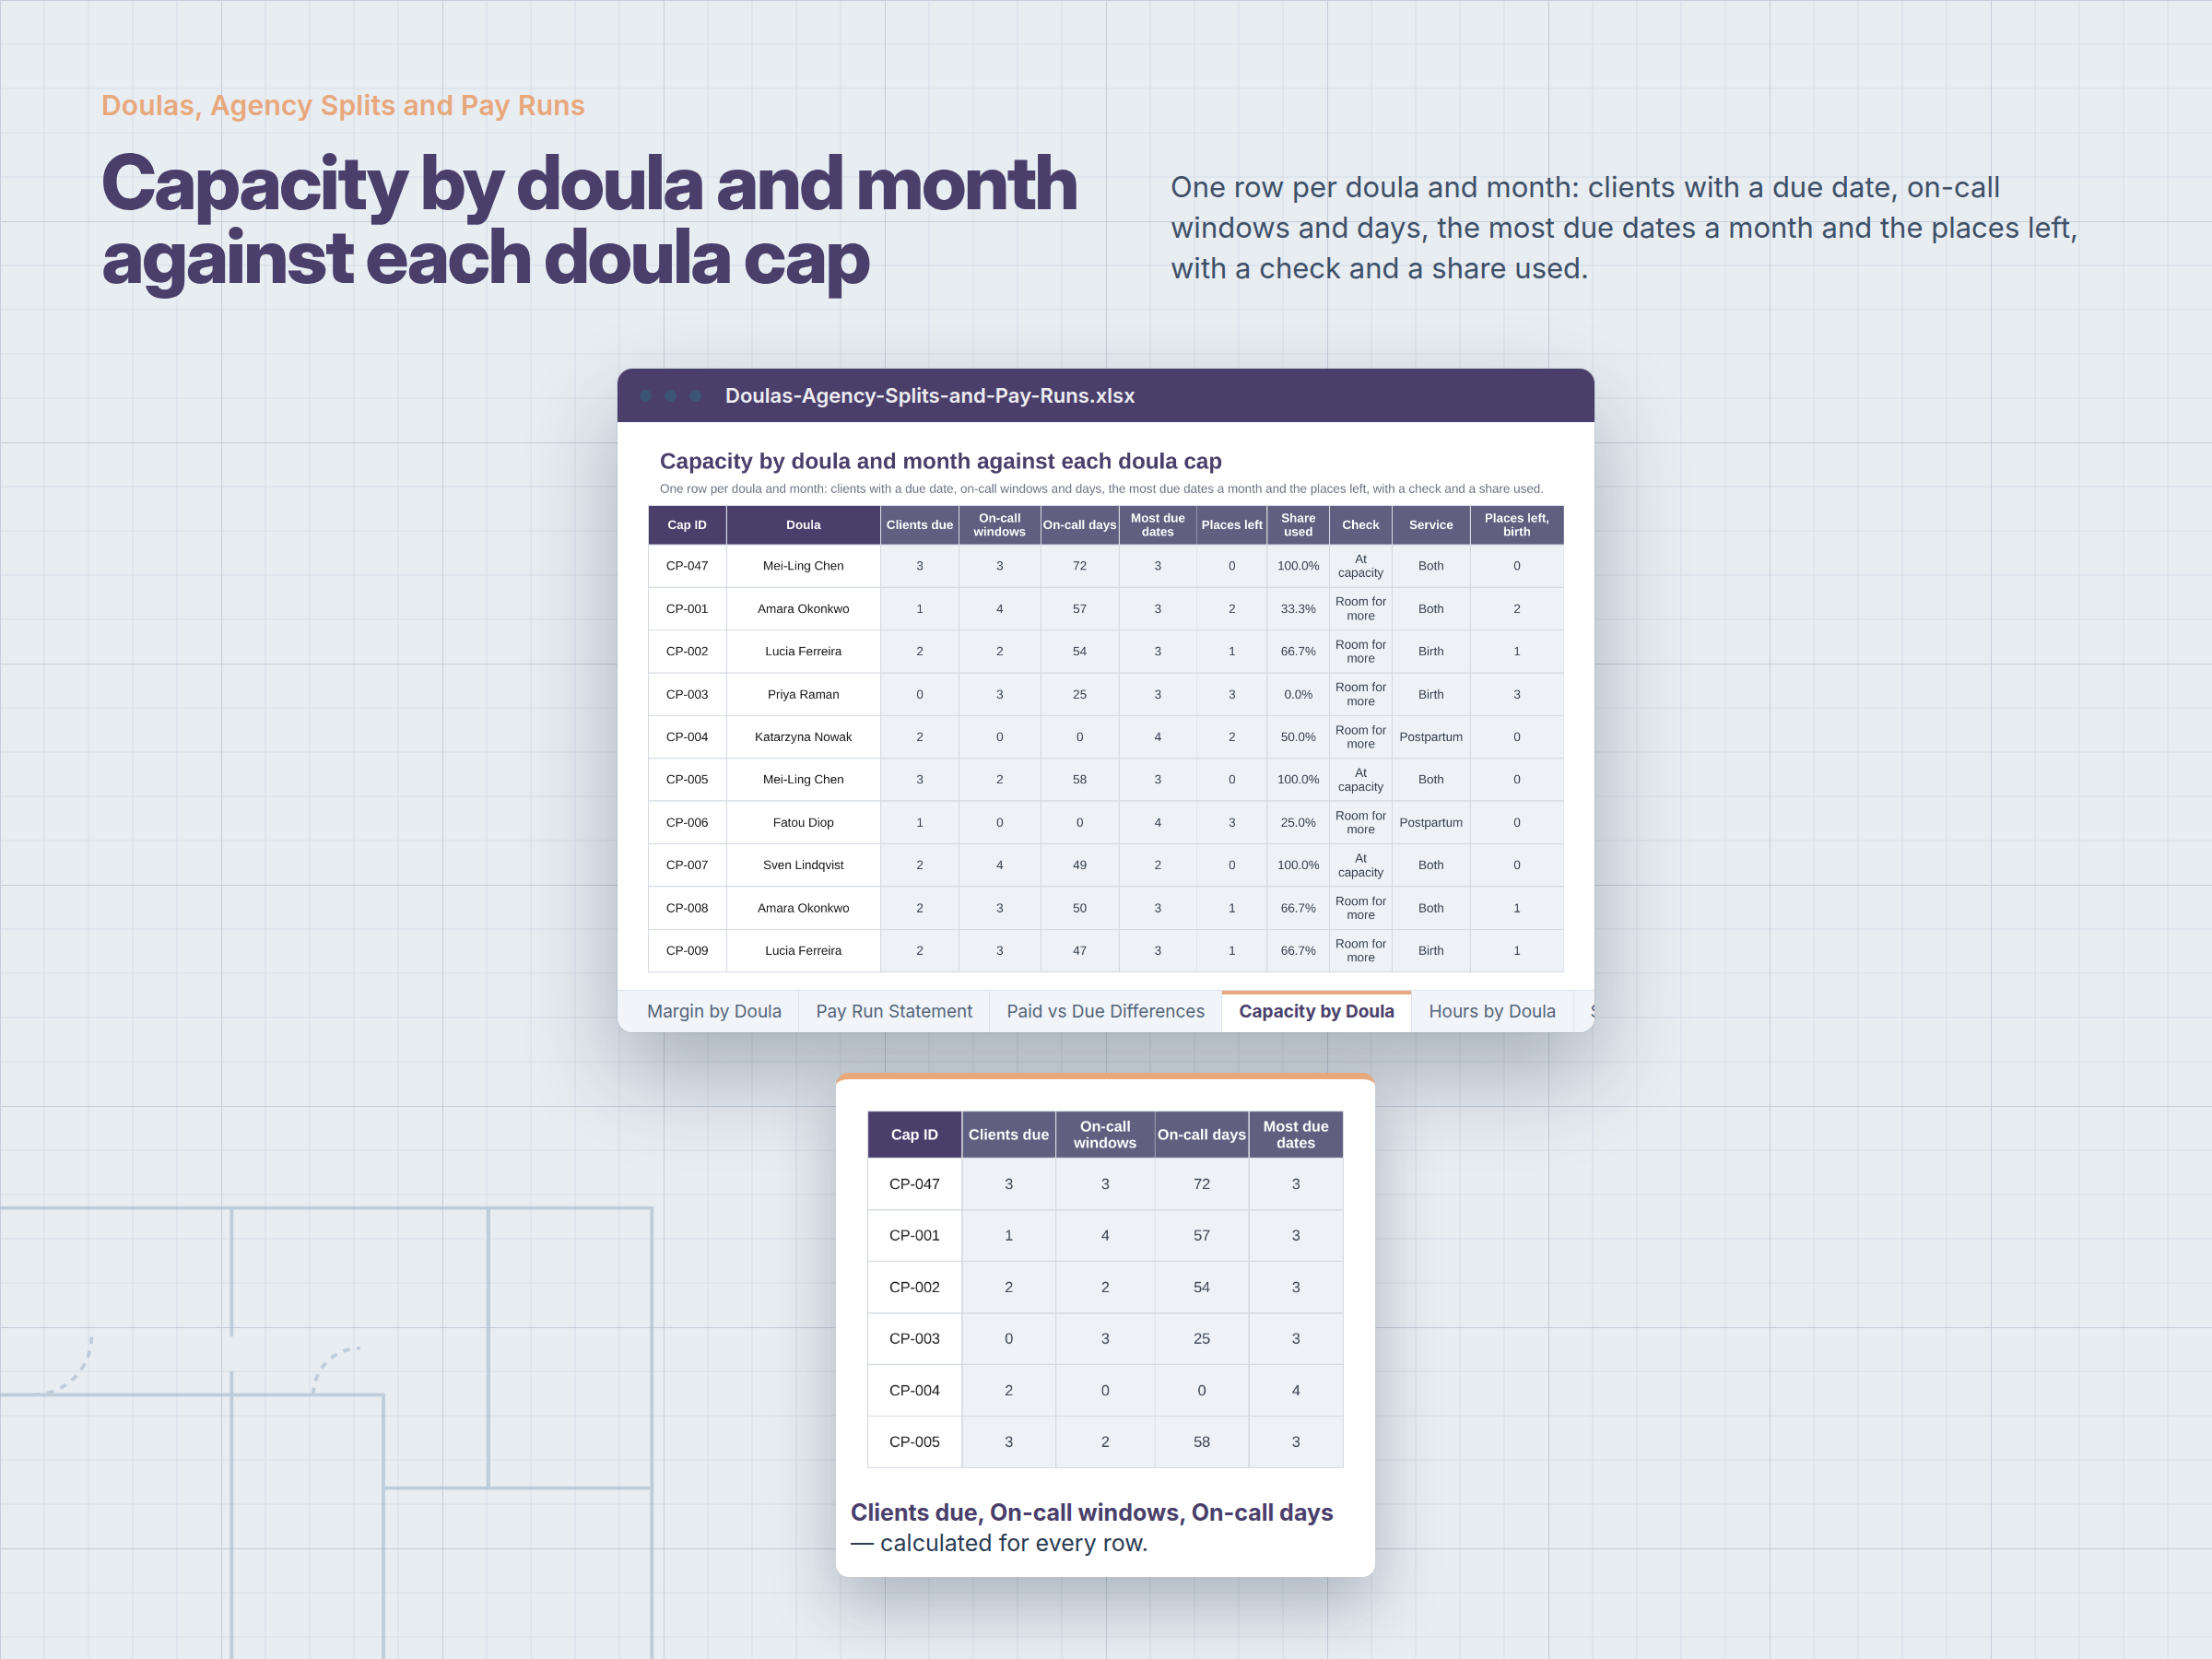 Doulas, Agency Splits and Pay Runs
Capacity by doula and month
against each doula cap
One row per doula and month: clients with a due date, on-call
windows and days, the most due dates a month and the places left,
with a check and a share used.
Doulas-Agency-Splits-and-Pay-Runs.xlsx
Capacity by doula and month against each doula cap
One row per doula and month: clients with a due date, on-call windows and days, the most due dates a month and the places left, with a check and a share used.
Cap ID Doula Clients due On-call windows On-call days Most due dates Places left Share used Check Service Places left, birth
CP-047 Mei-Ling Chen 3 3 72 3 0 100.0% At capacity Both 0
CP-001 Amara Okonkwo 1 4 57 3 2 33.3% Room for more Both 2
CP-002 Lucia Ferreira 2 2 54 3 1 66.7% Room for more Birth 1
CP-003 Priya Raman 0 3 25 3 3 0.0% Room for more Birth 3
CP-004 Katarzyna Nowak 2 0 0 4 2 50.0% Room for more Postpartum 0
CP-005 Mei-Ling Chen 3 2 58 3 0 100.0% At capacity Both 0
CP-006 Fatou Diop 1 0 0 4 3 25.0% Room for more Postpartum 0
CP-007 Sven Lindqvist 2 4 49 2 0 100.0% At capacity Both 0
CP-008 Amara Okonkwo 2 3 50 3 1 66.7% Room for more Both 1
CP-009 Lucia Ferreira 2 3 47 3 1 66.7% Room for more Birth 1
Margin by Doula Pay Run Statement Paid vs Due Differences Capacity by Doula Hours by Doula
Cap ID Clients due On-call windows On-call days Most due dates
CP-047 3 3 72 3
CP-001 1 4 57 3
CP-002 2 2 54 3
CP-003 0 3 25 3
CP-004 2 0 0 4
CP-005 3 2 58 3
Clients due, On-call windows, On-call days
— calculated for every row.